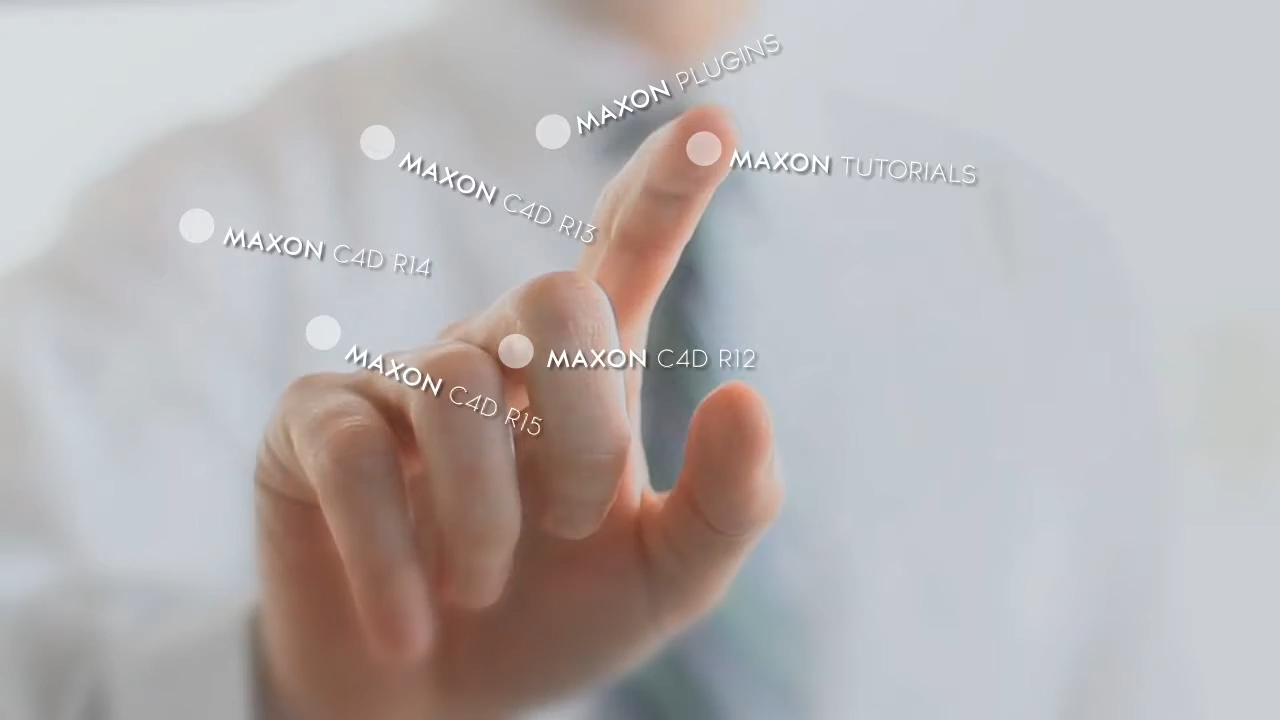 MAXON PLUGINS
MAXON TUTORIALS
MAXON C4D R13
MAXON C4D R14
MAXON C4D R12
MAXON C4D R15